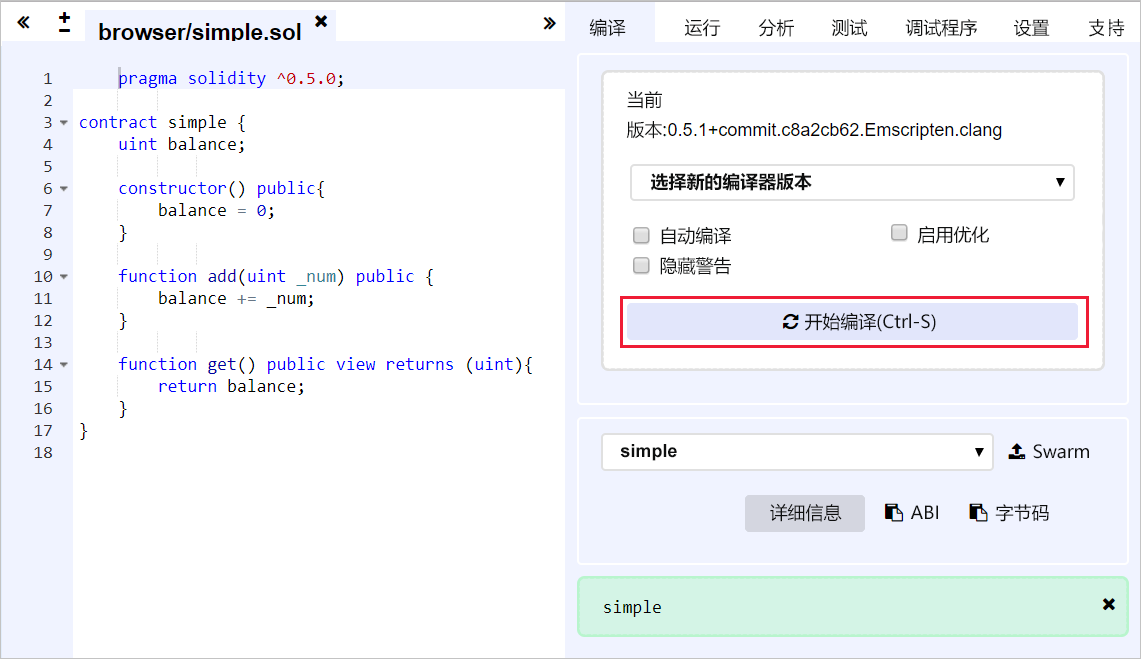 browser/simple.sol
1 pragma solidity ^0.5.0;
2
3 contract simple {
4 uint balance;
5
6 constructor() public{
7 balance = 0;
8 }
9
10 function add(uint _num) public {
11 balance += _num;
12 }
13
14 function get() public view returns (uint){
15 return balance;
16 }
17 }
18
编译 运行 分析 测试 调试程序 设置 支持
当前
版本:0.5.1+commit.c8a2cb62.Emscripten.clang
选择新的编译器版本
自动编译 启用优化
隐藏警告
开始编译(Ctrl-S)
simple Swarm
详细信息 ABI 字节码
simple